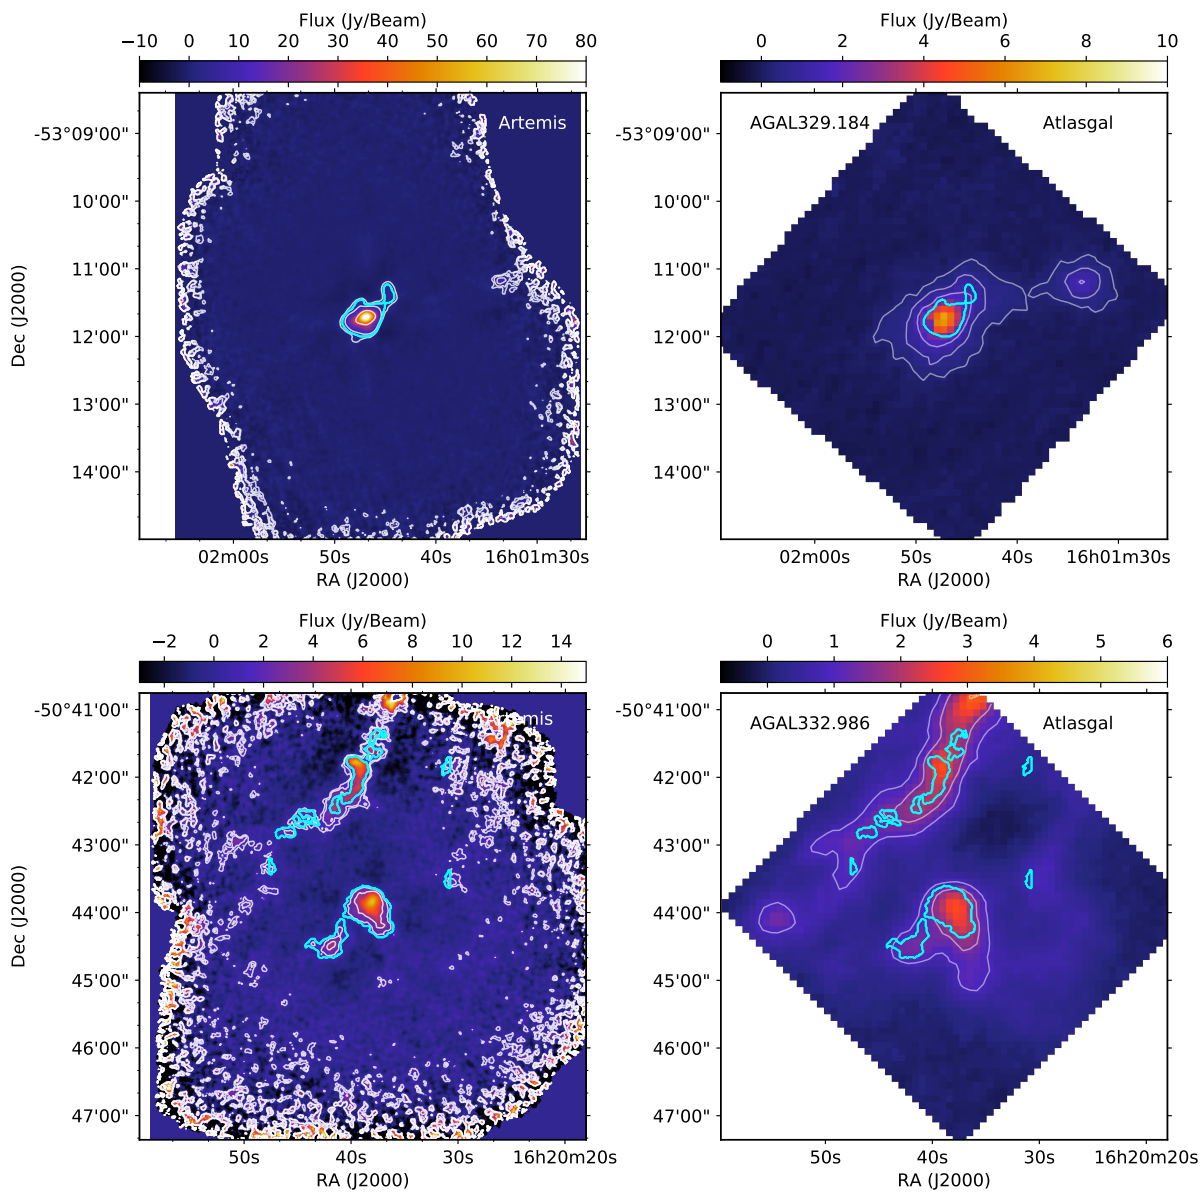 Flux (Jy/Beam)
−10 0 10 20 30 40 50 60 70 80
Artemis
-53°09'00"
10'00"
11'00"
12'00"
13'00"
14'00"
Dec (J2000)
02m00s 50s 40s 16h01m30s
RA (J2000)
Flux (Jy/Beam)
0 2 4 6 8 10
AGAL329.184 Atlasgal
-53°09'00"
10'00"
11'00"
12'00"
13'00"
14'00"
02m00s 50s 40s 16h01m30s
RA (J2000)
Flux (Jy/Beam)
−2 0 2 4 6 8 10 12 14
-50°41'00"
42'00"
43'00"
44'00"
45'00"
46'00"
47'00"
Dec (J2000)
50s 40s 30s 16h20m20s
RA (J2000)
Flux (Jy/Beam)
0 1 2 3 4 5 6
AGAL332.986 Atlasgal
-50°41'00"
42'00"
43'00"
44'00"
45'00"
46'00"
47'00"
50s 40s 30s 16h20m20s
RA (J2000)